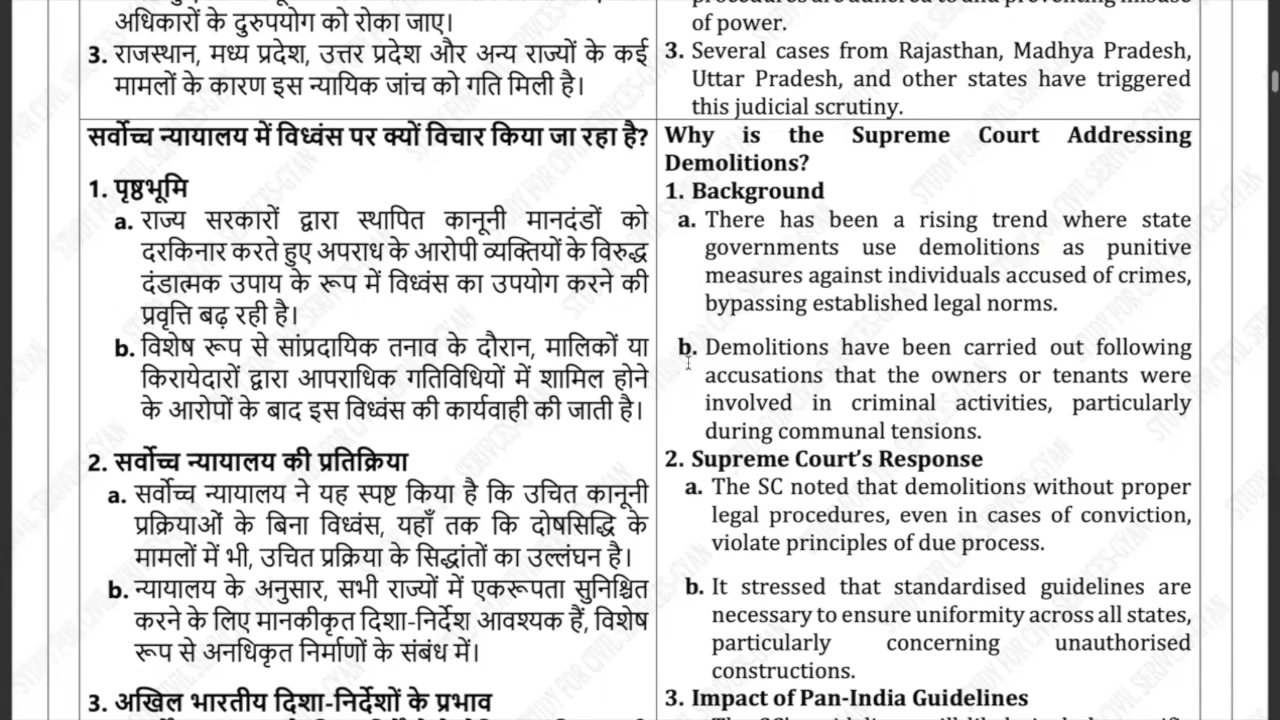 अधिकारों के दुरुपयोग को रोका जाए।
3. राजस्थान, मध्य प्रदेश, उत्तर प्रदेश और अन्य राज्यों के कई
मामलों के कारण इस न्यायिक जांच को गति मिली है।
सर्वोच्च न्यायालय में विध्वंस पर क्यों विचार किया जा रहा है?
1. पृष्ठभूमि
a. राज्य सरकारों द्वारा स्थापित कानूनी मानदंडों को
दरकिनार करते हुए अपराध के आरोपी व्यक्तियों के विरुद्ध
दंडात्मक उपाय के रूप में विध्वंस का उपयोग करने की
प्रवृत्ति बढ़ रही है।
b. विशेष रूप से सांप्रदायिक तनाव के दौरान, मालिकों या
किरायेदारों द्वारा आपराधिक गतिविधियों में शामिल होने
के आरोपों के बाद इस विध्वंस की कार्यवाही की जाती है।
2. सर्वोच्च न्यायालय की प्रतिक्रिया
a. सर्वोच्च न्यायालय ने यह स्पष्ट किया है कि उचित कानूनी
प्रक्रियाओं के बिना विध्वंस, यहाँ तक कि दोषसिद्धि के
मामलों में भी, उचित प्रक्रिया के सिद्धांतों का उल्लंघन है।
b. न्यायालय के अनुसार, सभी राज्यों में एकरूपता सुनिश्चित
करने के लिए मानकीकृत दिशा-निर्देश आवश्यक हैं, विशेष
रूप से अनधिकृत निर्माणों के संबंध में।
3. अखिल भारतीय दिशा-निर्देशों के प्रभाव
procedures are adhered to and preventing misuse
of power.
3. Several cases from Rajasthan, Madhya Pradesh,
Uttar Pradesh, and other states have triggered
this judicial scrutiny.
Why is the Supreme Court Addressing
Demolitions?
1. Background
a. There has been a rising trend where state
governments use demolitions as punitive
measures against individuals accused of crimes,
bypassing established legal norms.
b. Demolitions have been carried out following
accusations that the owners or tenants were
involved in criminal activities, particularly
during communal tensions.
2. Supreme Court’s Response
a. The SC noted that demolitions without proper
legal procedures, even in cases of conviction,
violate principles of due process.
b. It stressed that standardised guidelines are
necessary to ensure uniformity across all states,
particularly concerning unauthorised
constructions.
3. Impact of Pan-India Guidelines